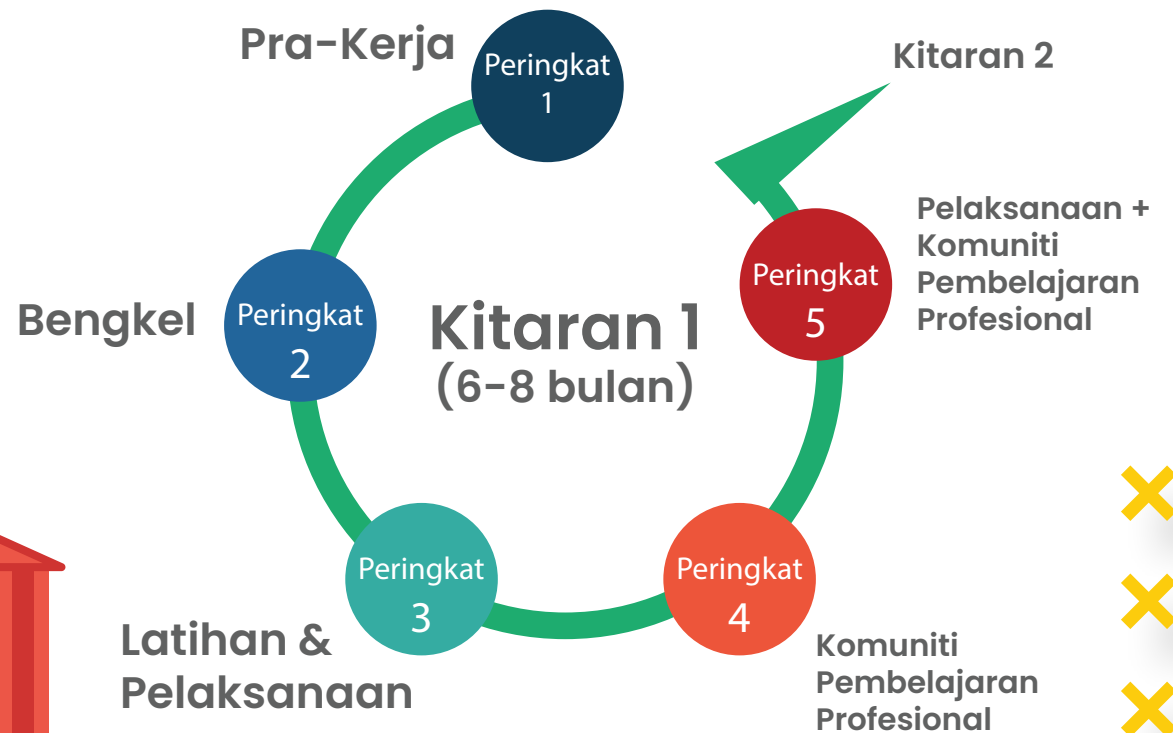 Pra-Kerja
Peringkat
1
Kitaran 2
Bengkel
Peringkat
2
Kitaran 1
(6-8 bulan)
Peringkat
5
Pelaksanaan +
Komuniti
Pembelajaran
Profesional
Peringkat
3
Latihan &
Pelaksanaan
Peringkat
4
Komuniti
Pembelajaran
Profesional